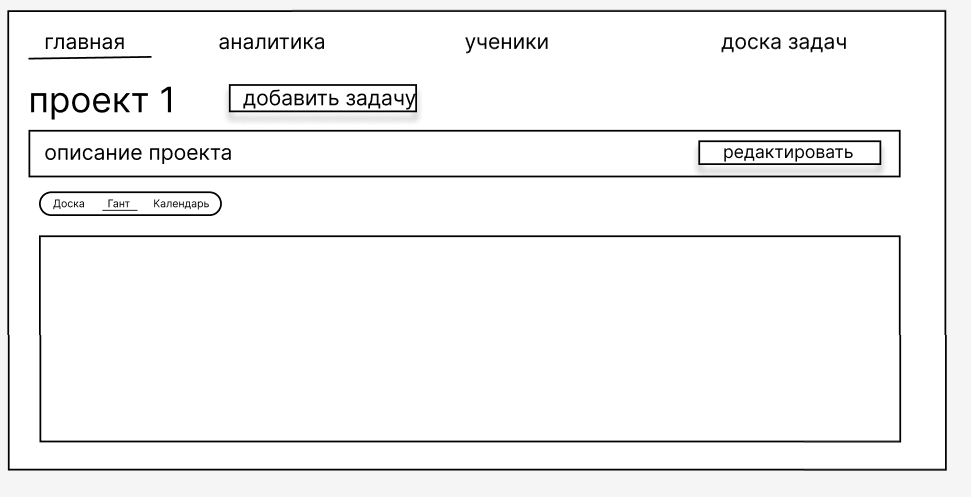 главная аналитика ученики доска задач
проект 1 добавить задачу
описание проекта редактировать
Доска Гант Календарь